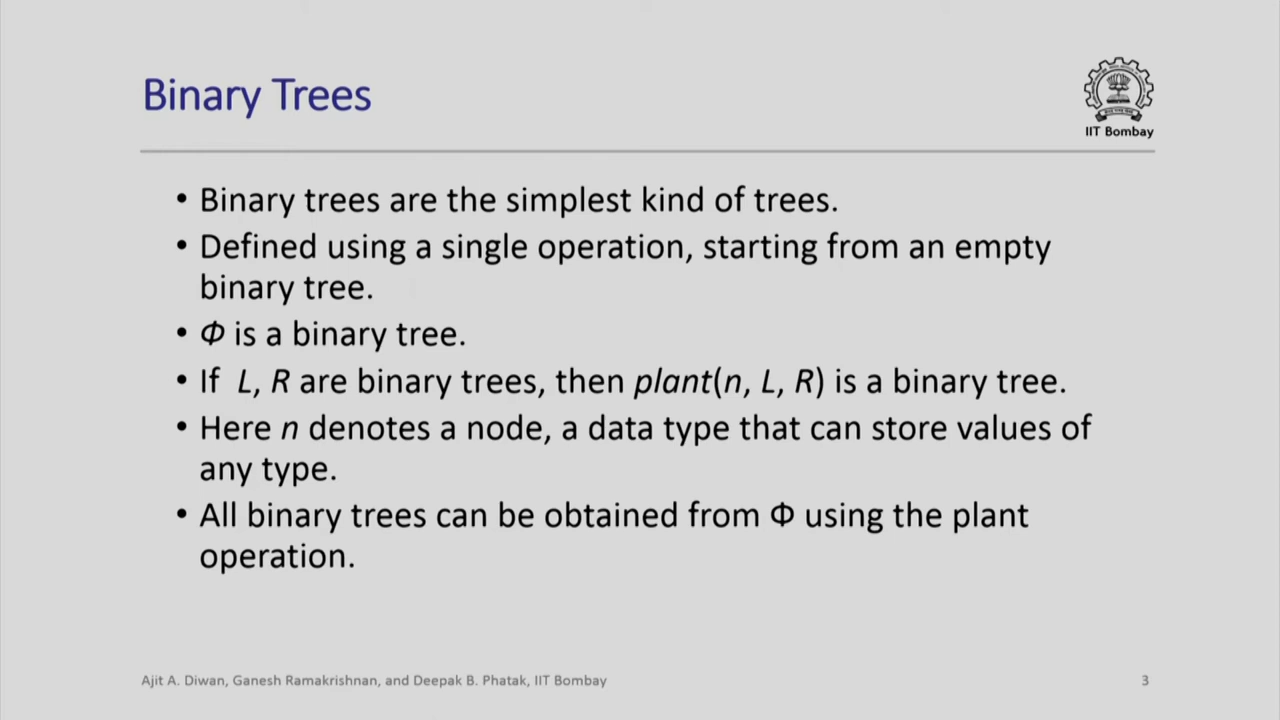 Binary Trees
IIT Bombay
• Binary trees are the simplest kind of trees.
• Defined using a single operation, starting from an empty
binary tree.
• Φ is a binary tree.
• If L, R are binary trees, then plant(n, L, R) is a binary tree.
• Here n denotes a node, a data type that can store values of
any type.
• All binary trees can be obtained from Φ using the plant
operation.
Ajit A. Diwan, Ganesh Ramakrishnan, and Deepak B. Phatak, IIT Bombay
3